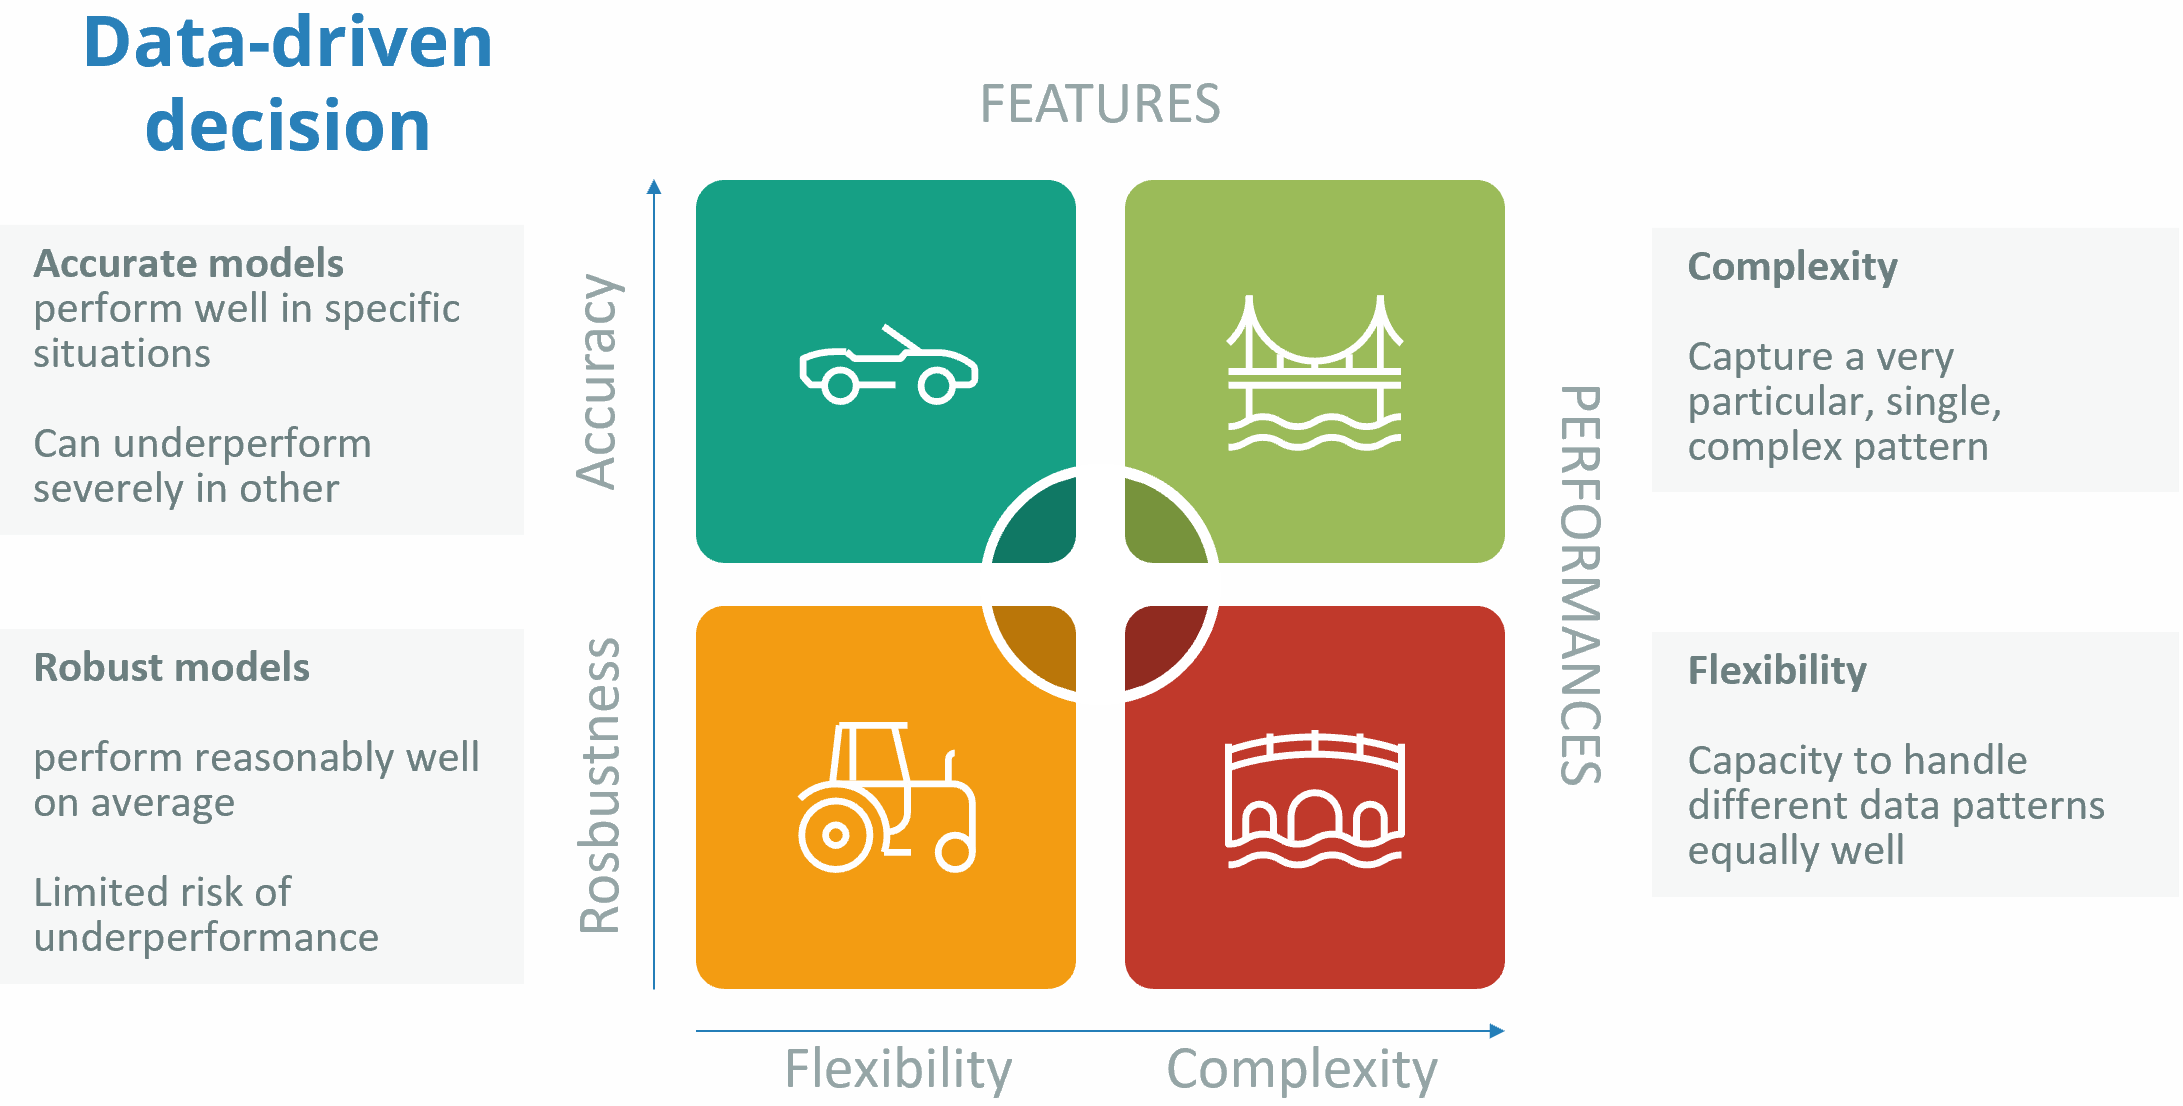 Data-driven
decision
FEATURES
Accurate models
perform well in specific
situations
Can underperform
severely in other
Accuracy
Complexity
Capture a very
particular, single,
complex pattern
PERFORMANCES
Robust models
perform reasonably well
on average
Limited risk of
underperformance
Rosbustness
Flexibility
Capacity to handle
different data patterns
equally well
Flexibility
Complexity